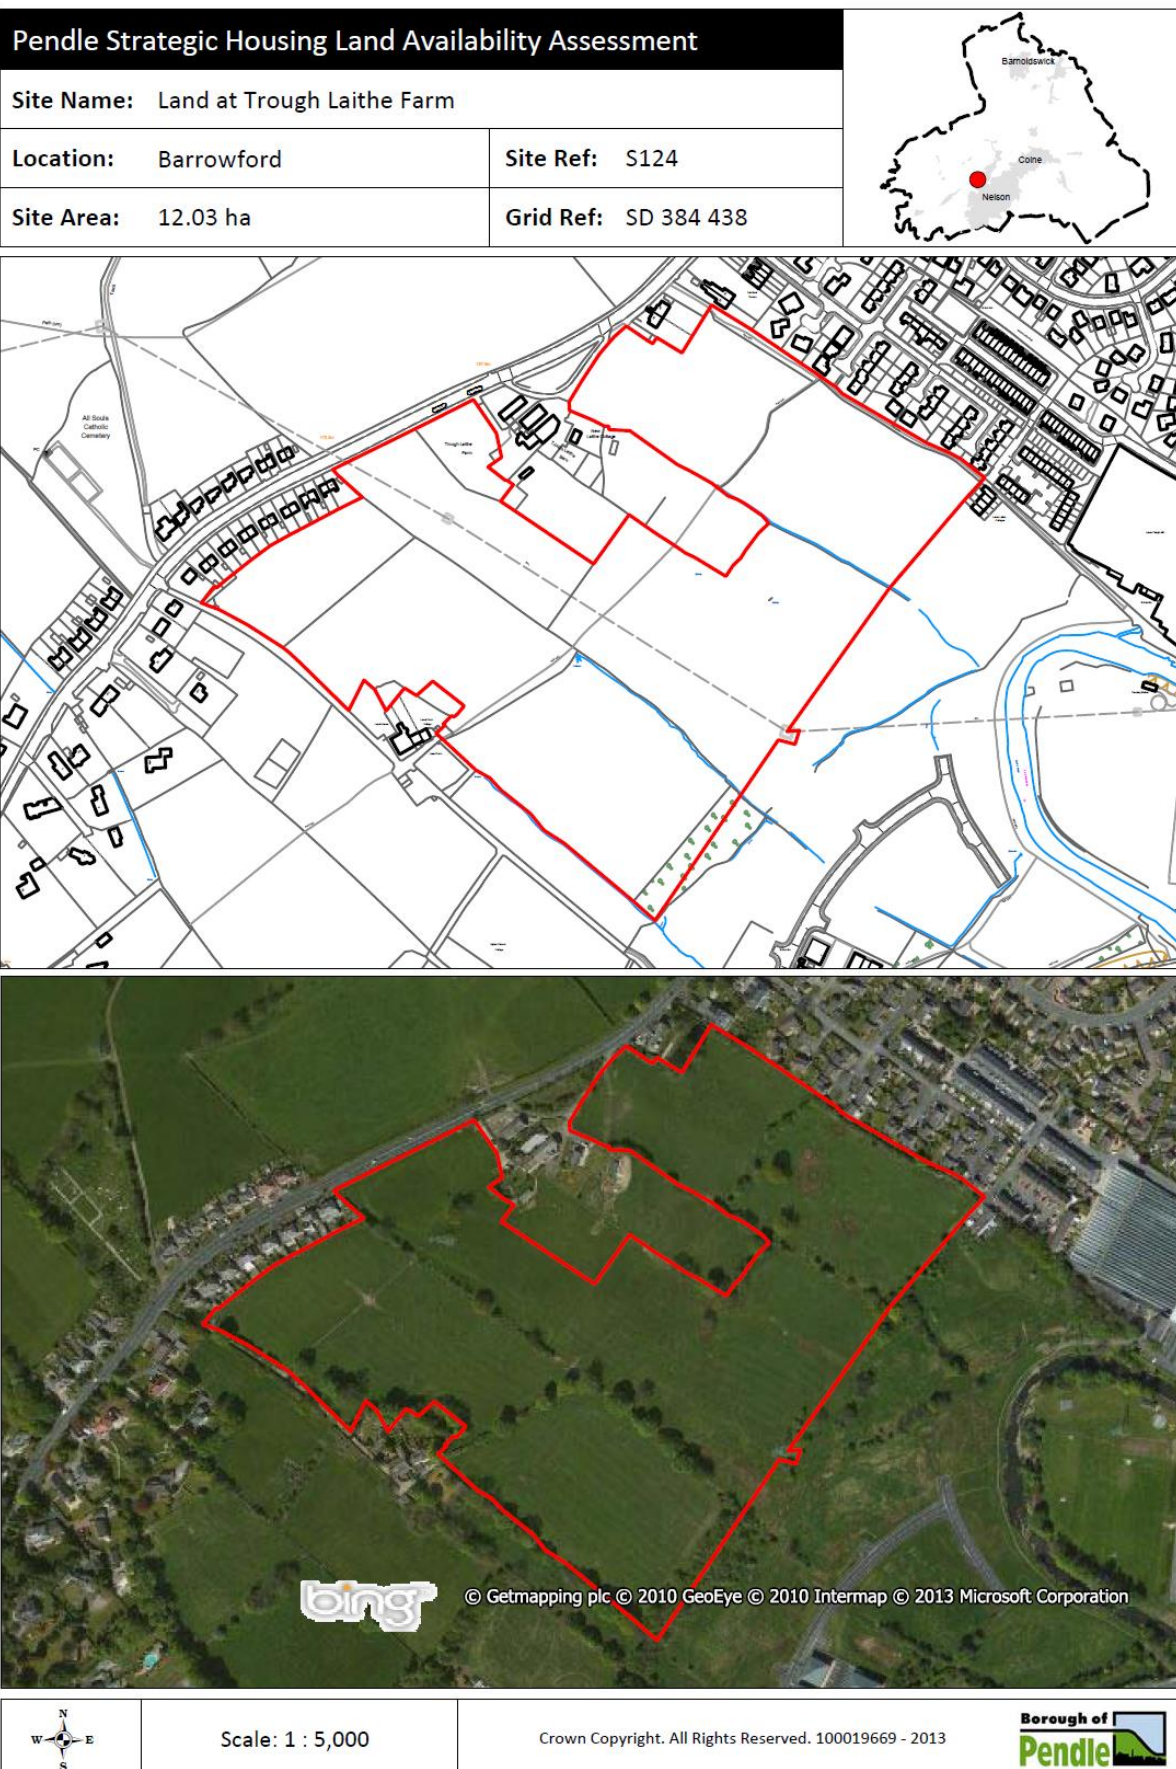 Pendle Strategic Housing Land Availability Assessment
Site Name: Land at Trough Laithe Farm
Location: Barrowford
Site Ref: S124
Site Area: 12.03 ha
Grid Ref: SD 384 438
Barnoldswick
Colne
Nelson
All Souls
Catholic
Cemetery
Trough Laithe
Farm
bing
© Getmapping plc © 2010 GeoEye © 2010 Intermap © 2013 Microsoft Corporation
N
W E
S
Scale: 1 : 5,000
Crown Copyright. All Rights Reserved. 100019669 - 2013
Borough of
Pendle